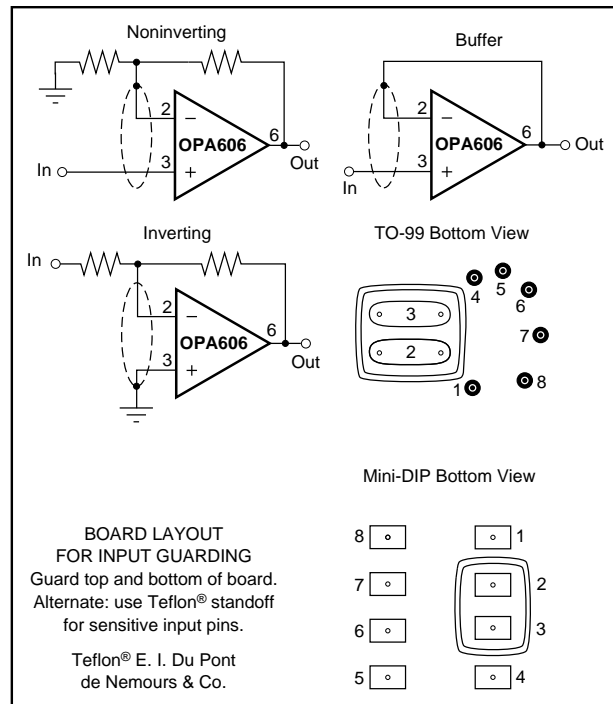 Noninverting
2
−
6
OPA606
3
+
In
Out
Buffer
2
−
6
OPA606
Out
3
+
In
Inverting
In
2
−
6
OPA606
3
+
Out
TO-99 Bottom View
4
5
6
3
7
2
1
8
Mini-DIP Bottom View
8
1
7
2
6
3
5
4
BOARD LAYOUT
FOR INPUT GUARDING
Guard top and bottom of board.
Alternate: use Teflon® standoff
for sensitive input pins.
Teflon® E. I. Du Pont
de Nemours & Co.